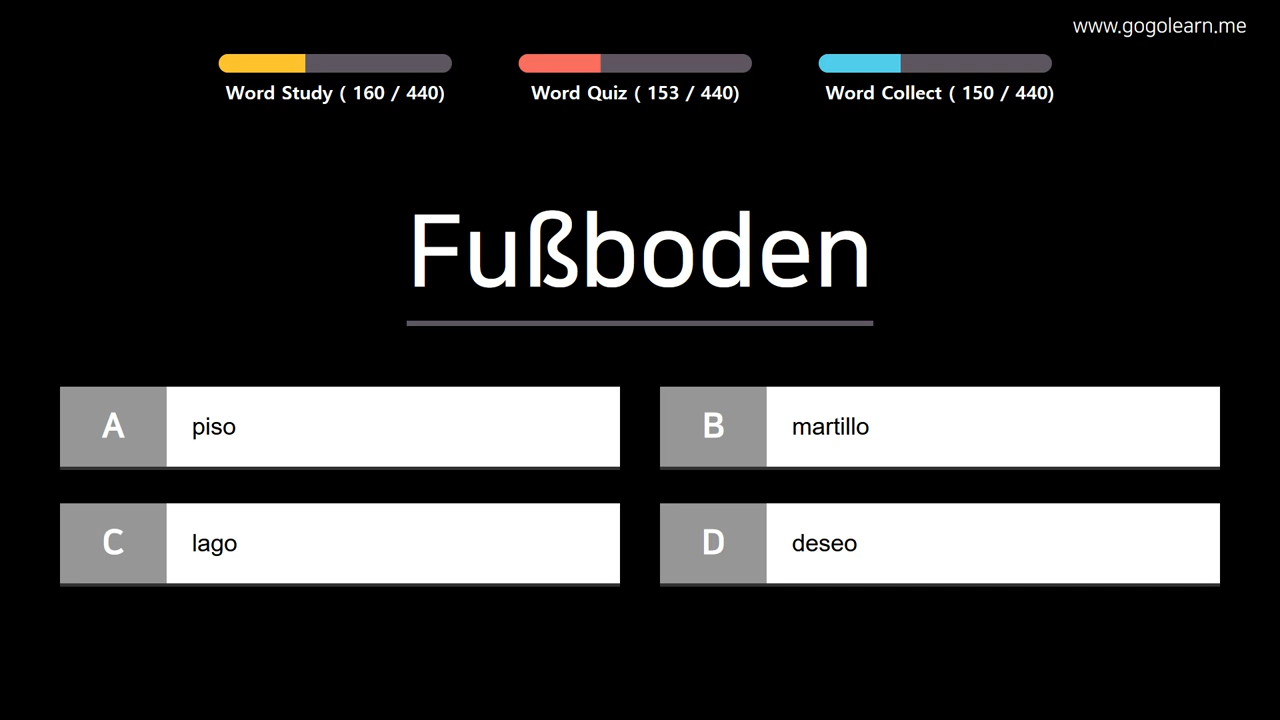 www.gogolearn.me
Word Study ( 160 / 440)
Word Quiz ( 153 / 440)
Word Collect ( 150 / 440)
Fußboden
A piso
B martillo
C lago
D deseo